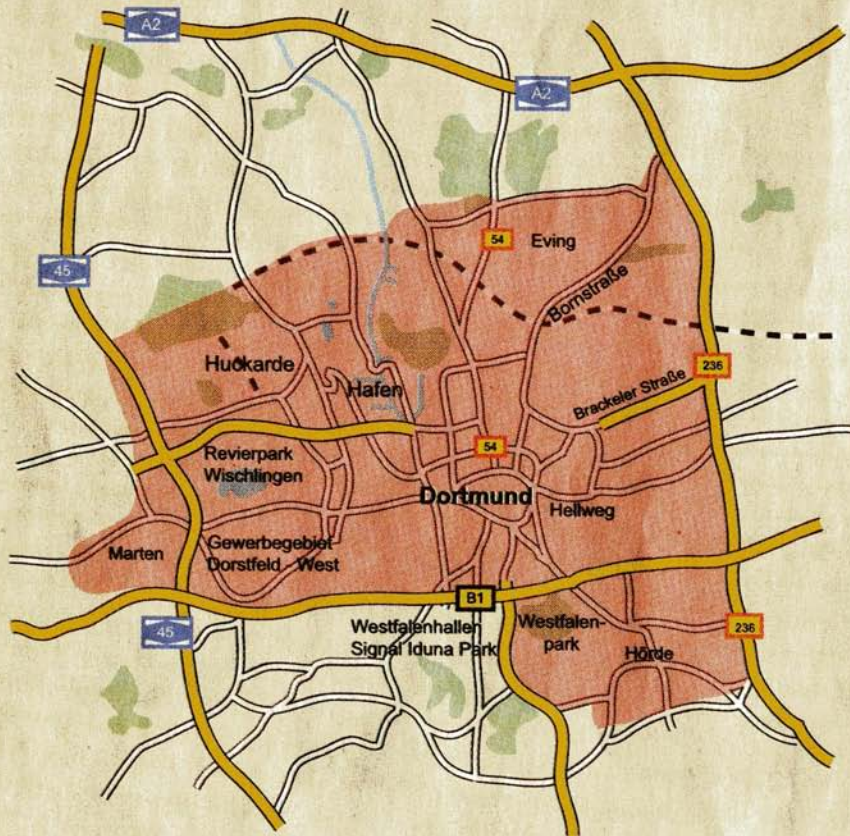 A2
A2
54
Eving
45
Bornstraße
Huckarde
236
Hafen
Brackeler Straße
54
Revierpark
Wischlingen
Dortmund
Hellweg
Marten
Gewerbegebiet
Dorstfeld - West
B1
45
Westfalenhallen
Signal Iduna Park
Westfalen-
park
236
Hörde